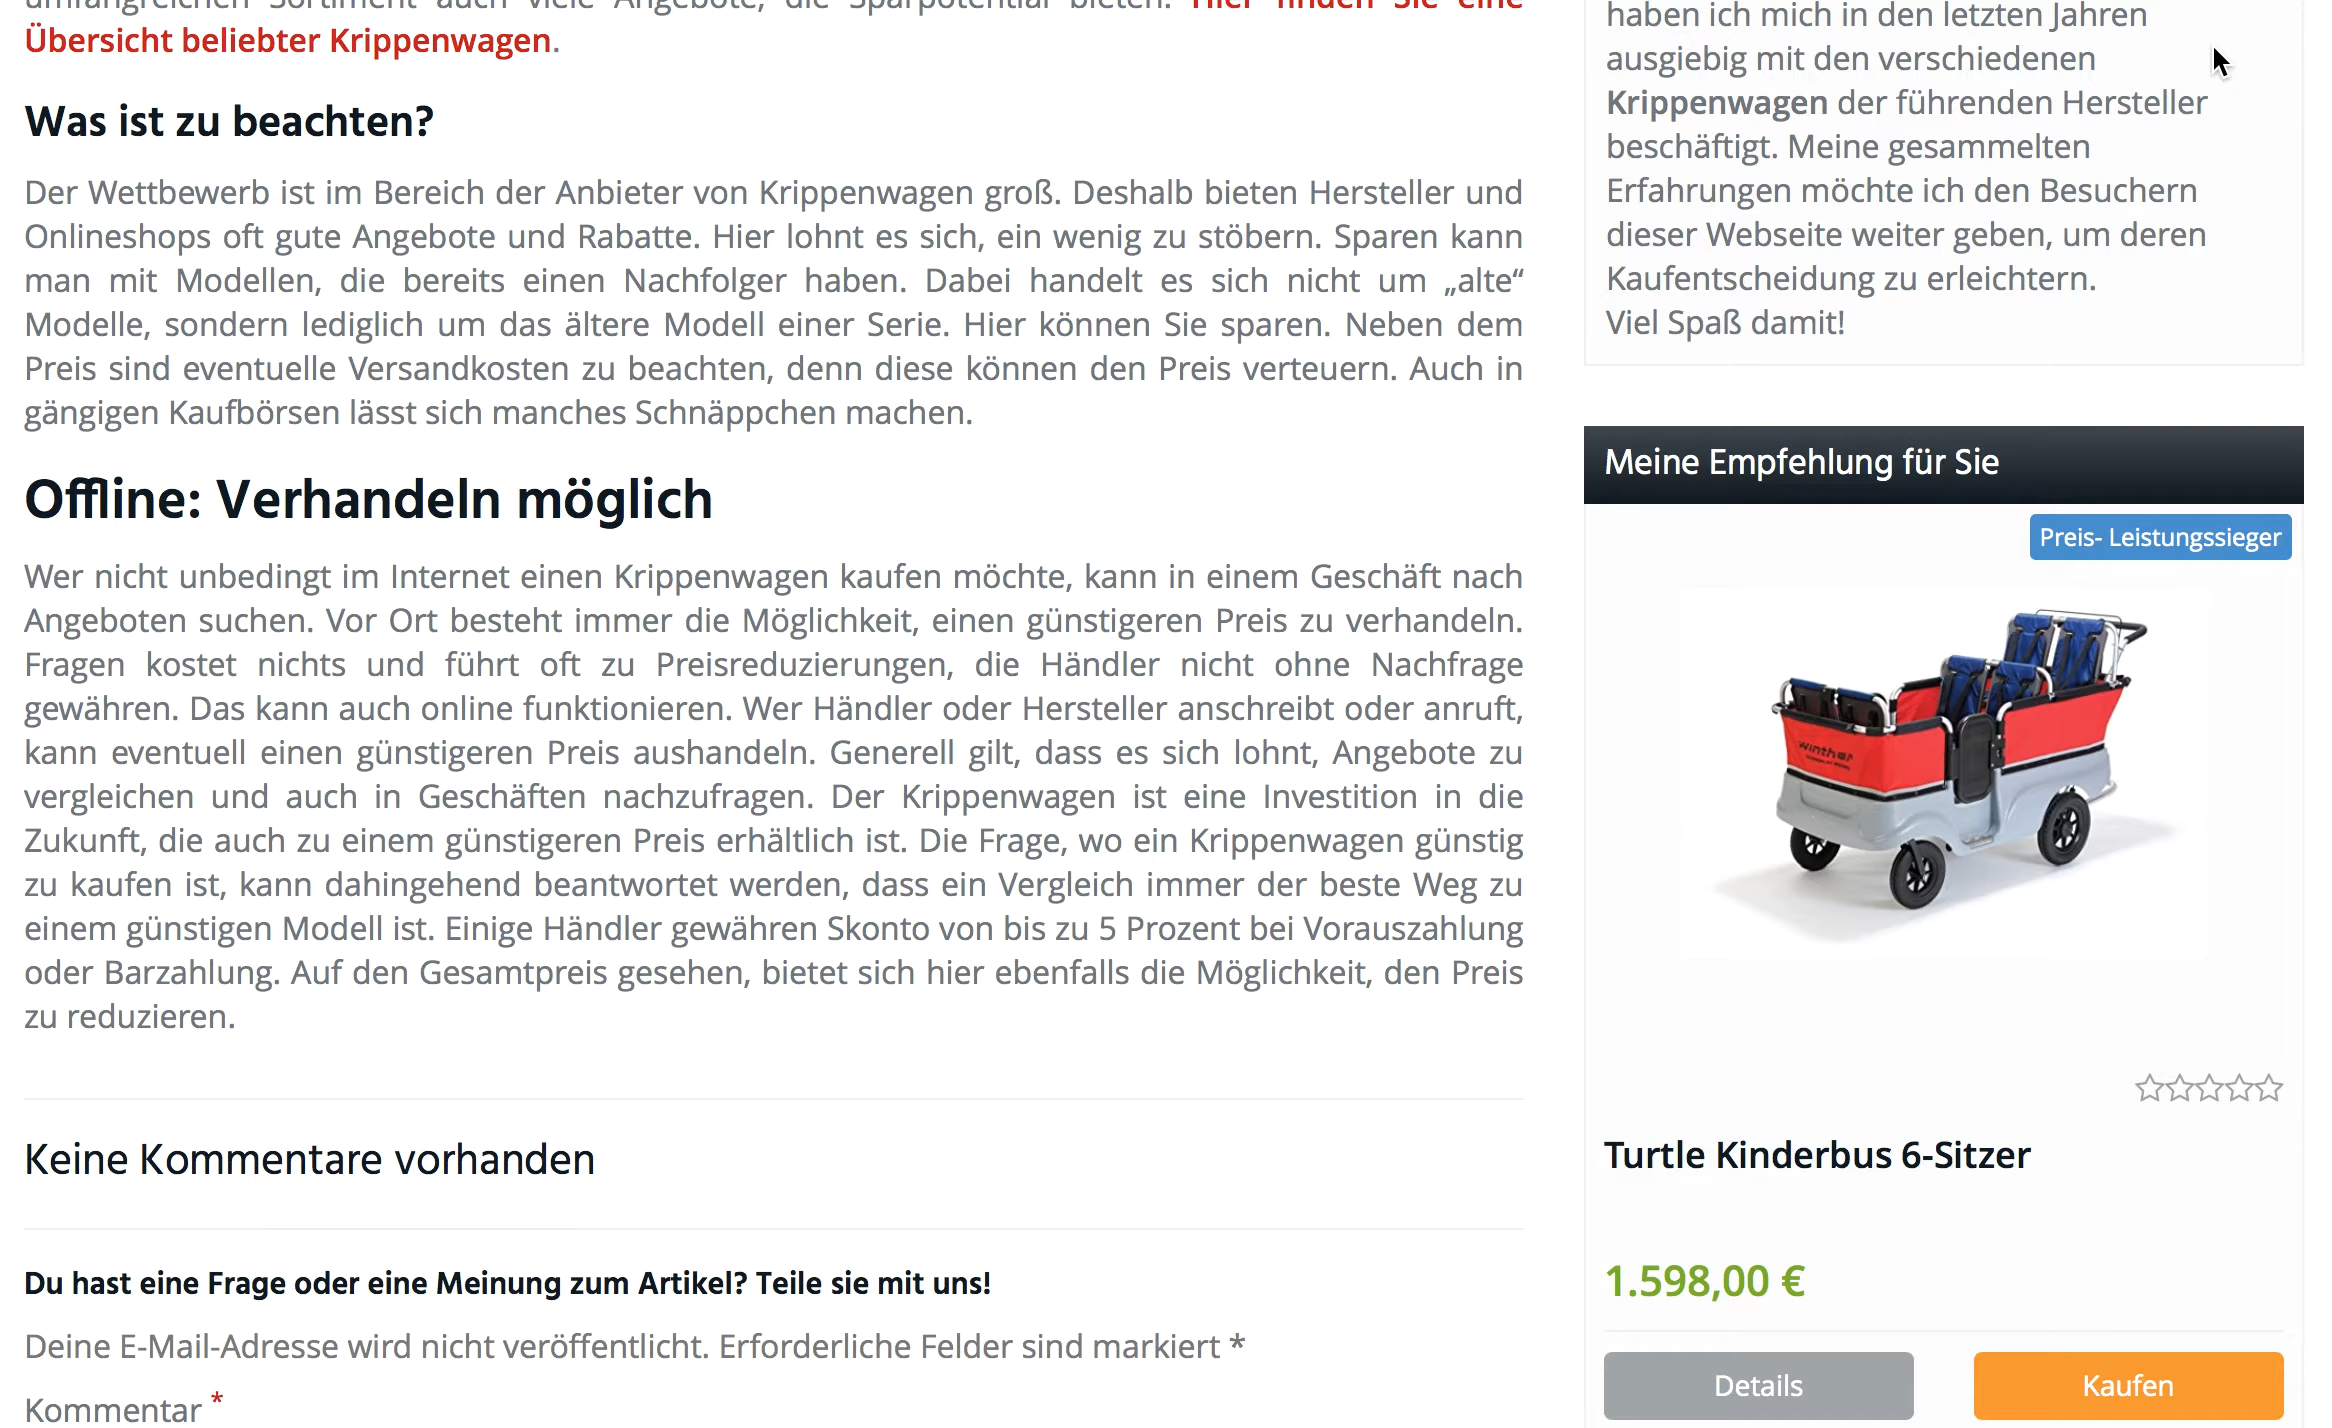 umfangreichen Sortiment auch viele Angebote, die Sparpotential bieten. Hier finden Sie eine
Übersicht beliebter Krippenwagen.
Was ist zu beachten?
Der Wettbewerb ist im Bereich der Anbieter von Krippenwagen groß. Deshalb bieten Hersteller und
Onlineshops oft gute Angebote und Rabatte. Hier lohnt es sich, ein wenig zu stöbern. Sparen kann
man mit Modellen, die bereits einen Nachfolger haben. Dabei handelt es sich nicht um „alte“
Modelle, sondern lediglich um das ältere Modell einer Serie. Hier können Sie sparen. Neben dem
Preis sind eventuelle Versandkosten zu beachten, denn diese können den Preis verteuern. Auch in
gängigen Kaufbörsen lässt sich manches Schnäppchen machen.
Offline: Verhandeln möglich
Wer nicht unbedingt im Internet einen Krippenwagen kaufen möchte, kann in einem Geschäft nach
Angeboten suchen. Vor Ort besteht immer die Möglichkeit, einen günstigeren Preis zu verhandeln.
Fragen kostet nichts und führt oft zu Preisreduzierungen, die Händler nicht ohne Nachfrage
gewähren. Das kann auch online funktionieren. Wer Händler oder Hersteller anschreibt oder anruft,
kann eventuell einen günstigeren Preis aushandeln. Generell gilt, dass es sich lohnt, Angebote zu
vergleichen und auch in Geschäften nachzufragen. Der Krippenwagen ist eine Investition in die
Zukunft, die auch zu einem günstigeren Preis erhältlich ist. Die Frage, wo ein Krippenwagen günstig
zu kaufen ist, kann dahingehend beantwortet werden, dass ein Vergleich immer der beste Weg zu
einem günstigen Modell ist. Einige Händler gewähren Skonto von bis zu 5 Prozent bei Vorauszahlung
oder Barzahlung. Auf den Gesamtpreis gesehen, bietet sich hier ebenfalls die Möglichkeit, den Preis
zu reduzieren.
Keine Kommentare vorhanden
Du hast eine Frage oder eine Meinung zum Artikel? Teile sie mit uns!
Deine E-Mail-Adresse wird nicht veröffentlicht. Erforderliche Felder sind markiert *
Kommentar *
haben ich mich in den letzten Jahren
ausgiebig mit den verschiedenen
Krippenwagen der führenden Hersteller
beschäftigt. Meine gesammelten
Erfahrungen möchte ich den Besuchern
dieser Webseite weiter geben, um deren
Kaufentscheidung zu erleichtern.
Viel Spaß damit!
Meine Empfehlung für Sie
Preis- Leistungssieger
winther
Turtle Kinderbus 6-Sitzer
1.598,00 €
Details
Kaufen